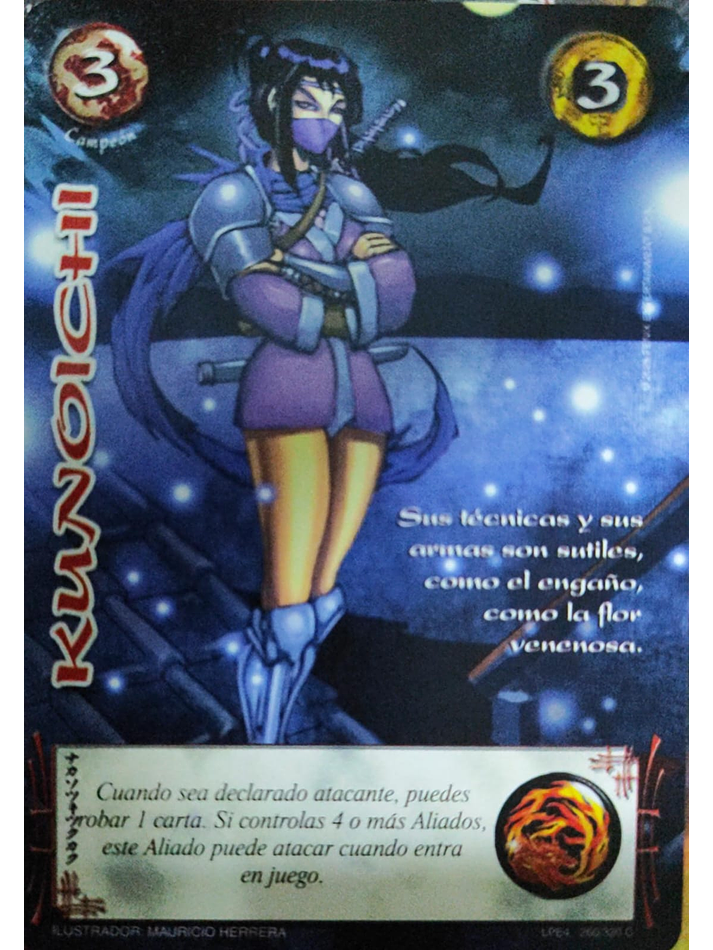 3
3
Campeón
KUNOICHI
Sus técnicas y sus
armas son sutiles,
como el engaño,
como la flor
venenosa.
Cuando sea declarado atacante, puedes
robar 1 carta. Si controlas 4 o más Aliados,
este Aliado puede atacar cuando entra
en juego.
ILUSTRADOR: MAURICIO HERRERA